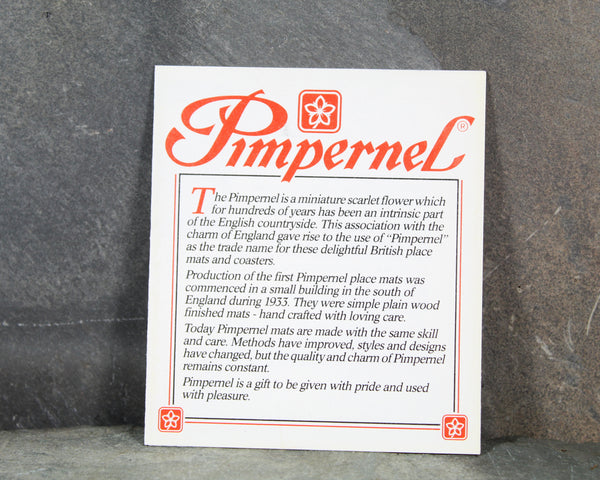 Pimpernel®
The Pimpernel is a miniature scarlet flower which
for hundreds of years has been an intrinsic part
of the English countryside. This association with the
charm of England gave rise to the use of "Pimpernel"
as the trade name for these delightful British place
mats and coasters.
Production of the first Pimpernel place mats was
commenced in a small building in the south of
England during 1933. They were simple plain wood
finished mats - hand crafted with loving care.
Today Pimpernel mats are made with the same skill
and care. Methods have improved, styles and designs
have changed, but the quality and charm of Pimpernel
remains constant.
Pimpernel is a gift to be given with pride and used
with pleasure.